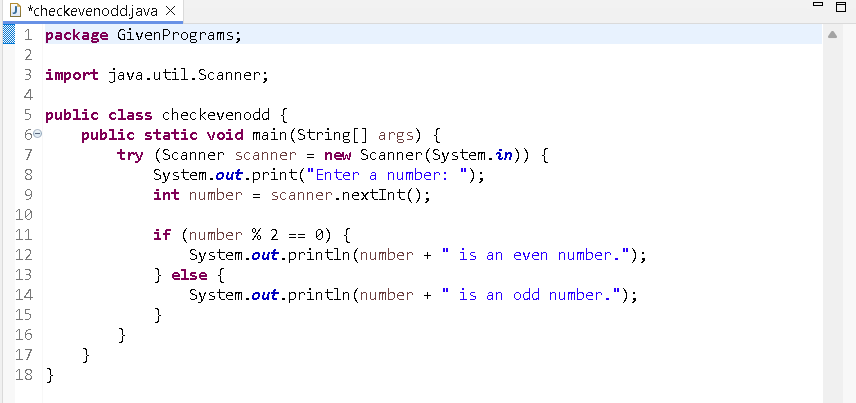 *checkevenodd.java
1 package GivenPrograms;
2
3 import java.util.Scanner;
4
5 public class checkevenodd {
6     public static void main(String[] args) {
7         try (Scanner scanner = new Scanner(System.in)) {
8             System.out.print("Enter a number: ");
9             int number = scanner.nextInt();
10
11             if (number % 2 == 0) {
12                 System.out.println(number + " is an even number.");
13             } else {
14                 System.out.println(number + " is an odd number.");
15             }
16         }
17     }
18 }